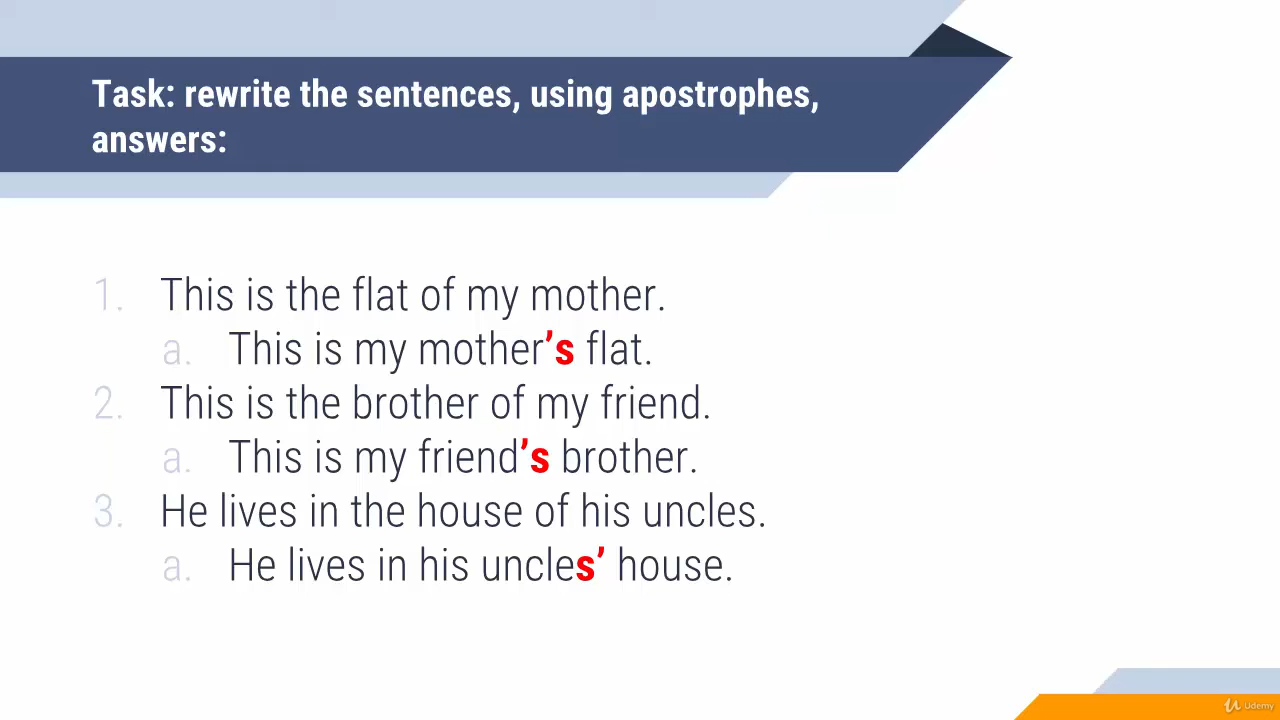 Task: rewrite the sentences, using apostrophes,
answers:
1. This is the flat of my mother.
a. This is my mother’s flat.
2. This is the brother of my friend.
a. This is my friend’s brother.
3. He lives in the house of his uncles.
a. He lives in his uncles’ house.
Udemy